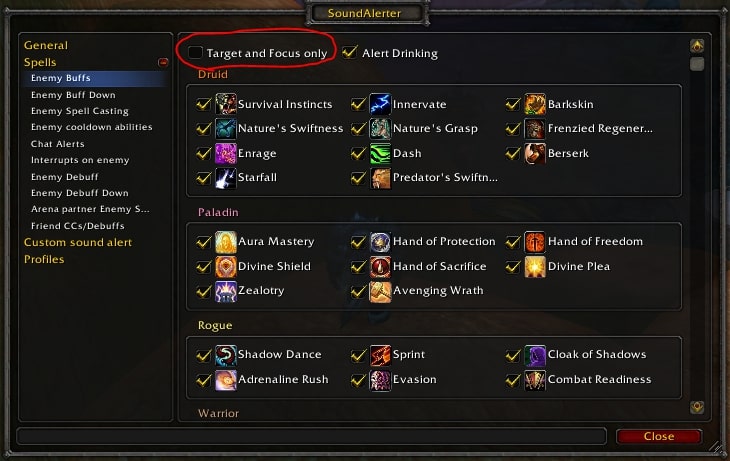 SoundAlerter
General
Spells
Enemy Buffs
Enemy Buff Down
Enemy Spell Casting
Enemy cooldown abilities
Chat Alerts
Interrupts on enemy
Enemy Debuff
Enemy Debuff Down
Arena partner Enemy S...
Friend CCs/Debuffs
Custom sound alert
Profiles
Target and Focus only Alert Drinking
Druid
Survival Instincts Innervate Barkskin
Nature's Swiftness Nature's Grasp Frenzied Regener...
Enrage Dash Berserk
Starfall Predator's Swiftn...
Paladin
Aura Mastery Hand of Protection Hand of Freedom
Divine Shield Hand of Sacrifice Divine Plea
Zealotry Avenging Wrath
Rogue
Shadow Dance Sprint Cloak of Shadows
Adrenaline Rush Evasion Combat Readiness
Warrior
Close